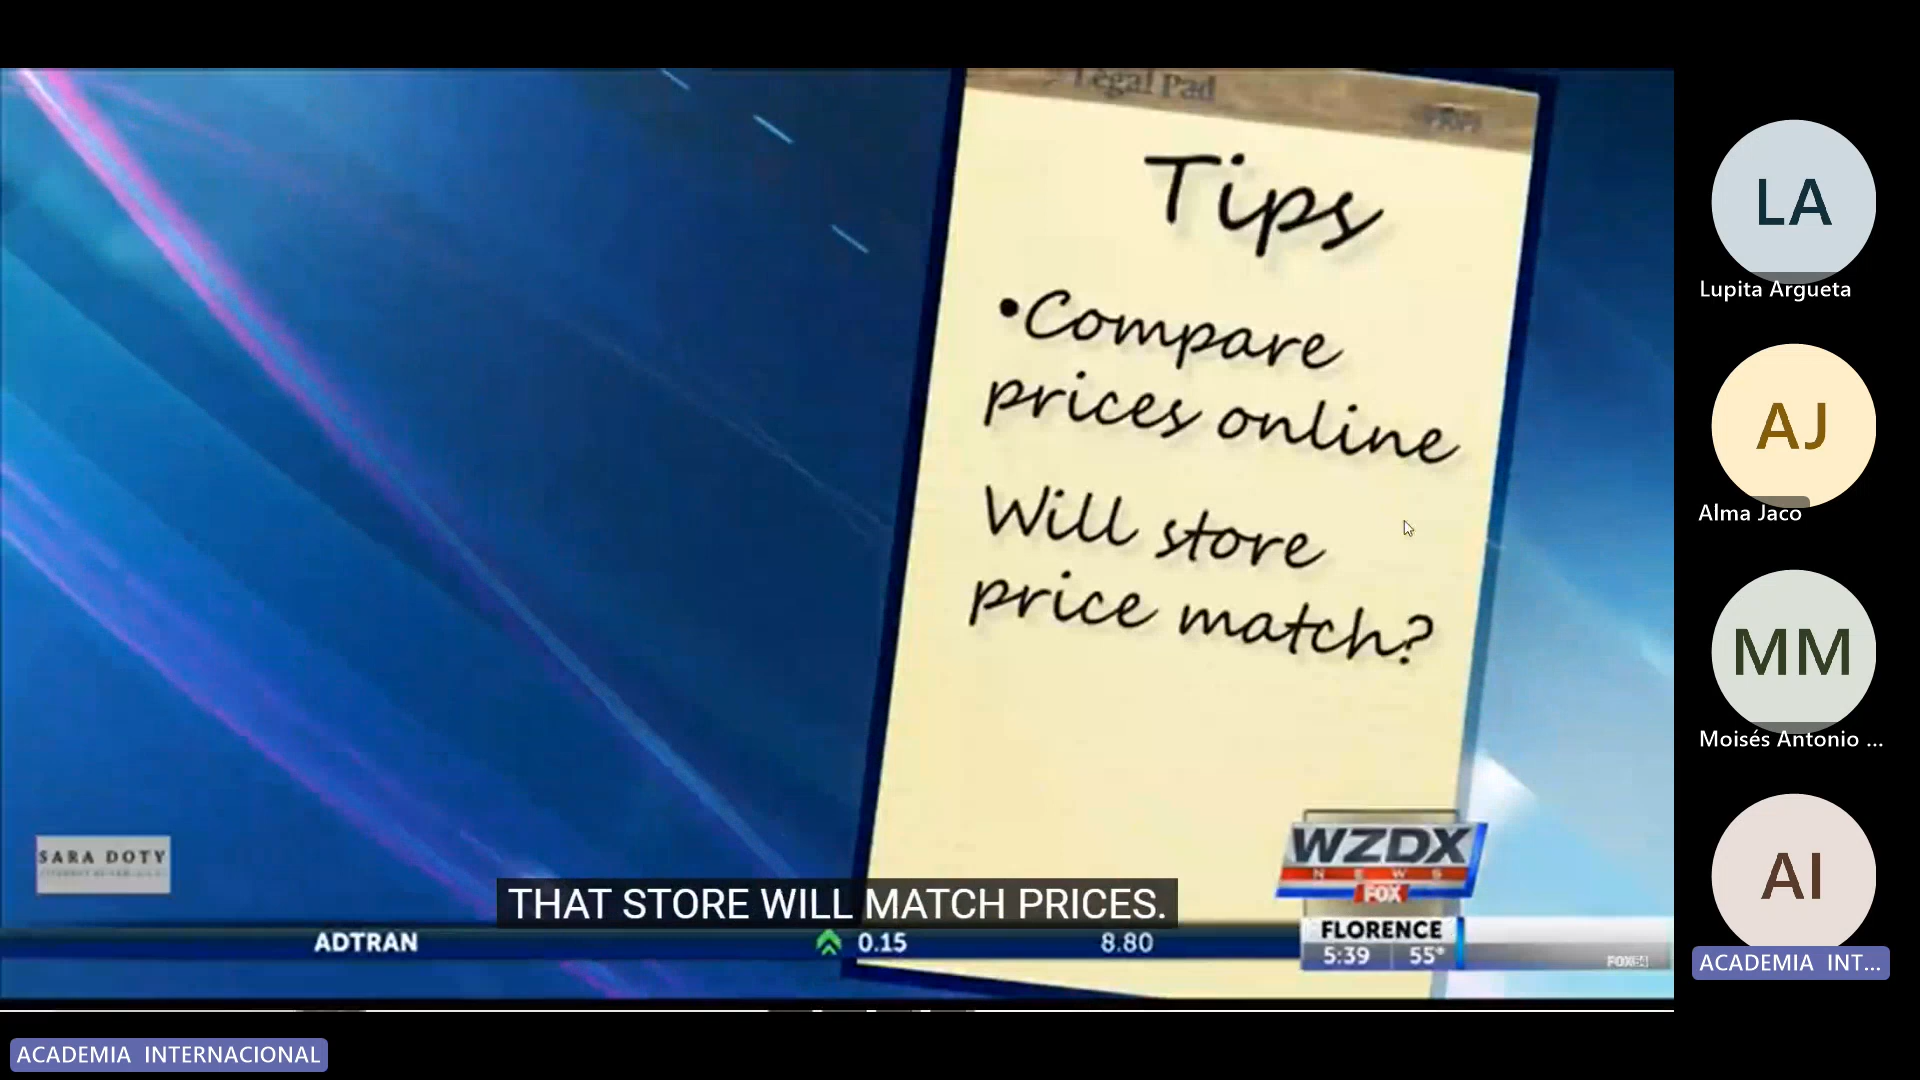 Legal Pad
Tips
•Compare
prices online
Will store
price match?
SARA DOTY
THAT STORE WILL MATCH PRICES.
WZDX
NEWS
FOX
ADTRAN 0.15 8.80
FLORENCE
5:39 55°
FOX54
LA
Lupita Argueta
AJ
Alma Jaco
MM
Moisés Antonio ...
AI
ACADEMIA INT...
ACADEMIA INTERNACIONAL